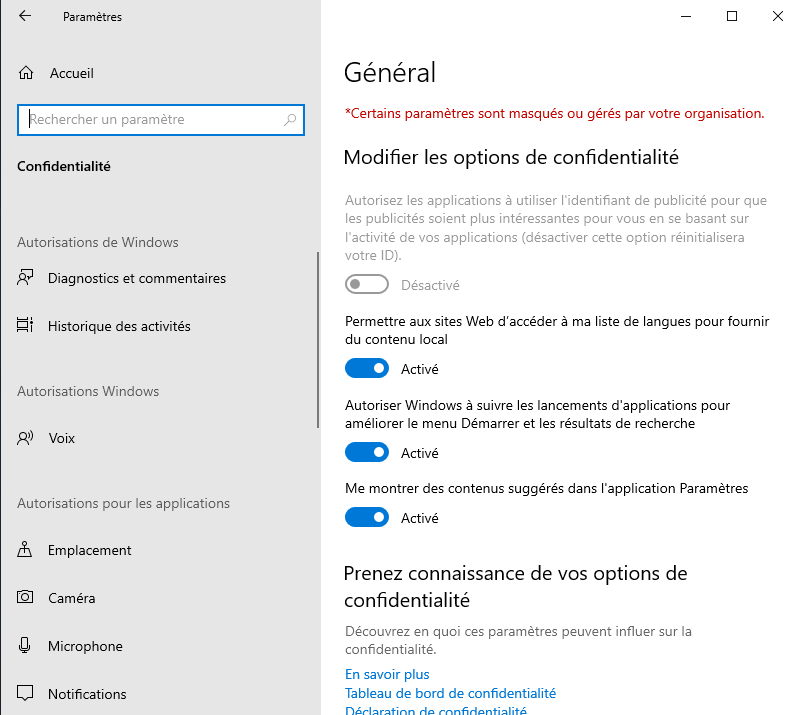 Paramètres
Accueil
Rechercher un paramètre
Confidentialité
Autorisations de Windows
Diagnostics et commentaires
Historique des activités
Autorisations Windows
Voix
Autorisations pour les applications
Emplacement
Caméra
Microphone
Notifications
Général
*Certains paramètres sont masqués ou gérés par votre organisation.
Modifier les options de confidentialité
Autorisez les applications à utiliser l'identifiant de publicité pour que
les publicités soient plus intéressantes pour vous en se basant sur
l'activité de vos applications (désactiver cette option réinitialisera
votre ID).
Désactivé
Permettre aux sites Web d’accéder à ma liste de langues pour fournir
du contenu local
Activé
Autoriser Windows à suivre les lancements d'applications pour
améliorer le menu Démarrer et les résultats de recherche
Activé
Me montrer des contenus suggérés dans l'application Paramètres
Activé
Prenez connaissance de vos options de
confidentialité
Découvrez en quoi ces paramètres peuvent influer sur la
confidentialité.
En savoir plus
Tableau de bord de confidentialité
Déclaration de confidentialité